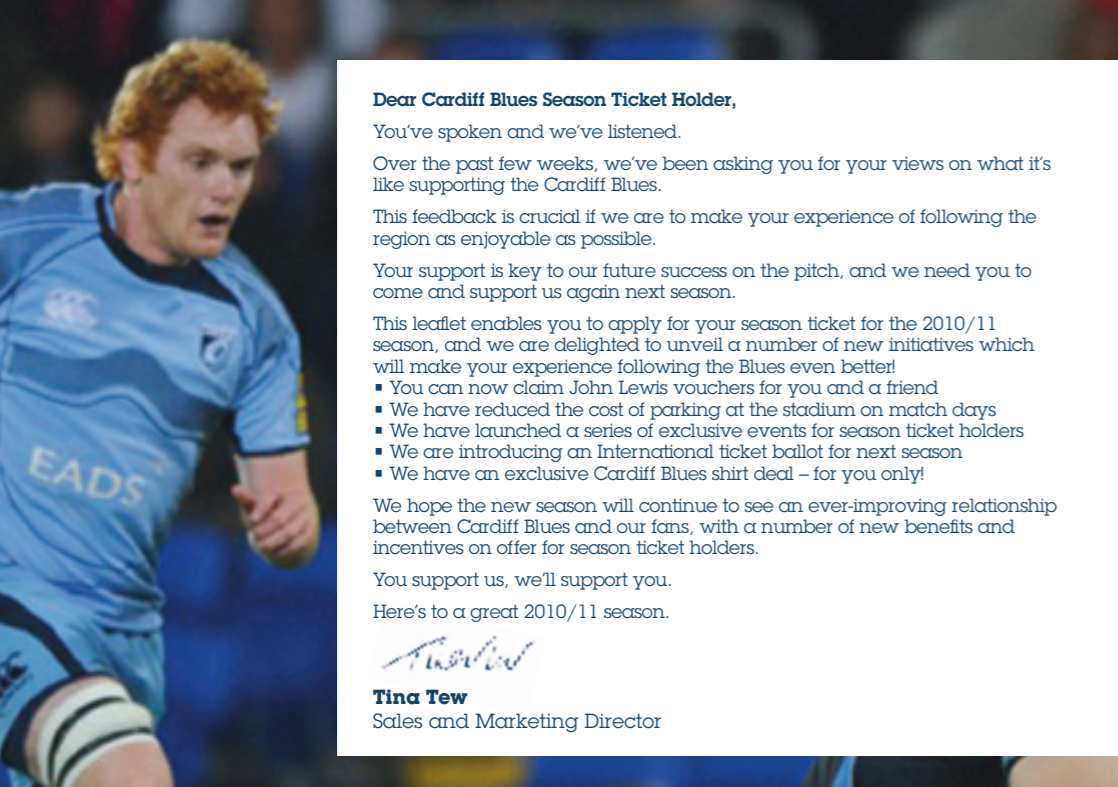 Dear Cardiff Blues Season Ticket Holder,
You've spoken and we've listened.
Over the past few weeks, we've been asking you for your views on what it's
like supporting the Cardiff Blues.
This feedback is crucial if we are to make your experience of following the
region as enjoyable as possible.
Your support is key to our future success on the pitch, and we need you to
come and support us again next season.
This leaflet enables you to apply for your season ticket for the 2010/11
season, and we are delighted to unveil a number of new initiatives which
will make your experience following the Blues even better!
▪ You can now claim John Lewis vouchers for you and a friend
▪ We have reduced the cost of parking at the stadium on match days
▪ We have launched a series of exclusive events for season ticket holders
▪ We are introducing an International ticket ballot for next season
▪ We have an exclusive Cardiff Blues shirt deal – for you only!
We hope the new season will continue to see an ever-improving relationship
between Cardiff Blues and our fans, with a number of new benefits and
incentives on offer for season ticket holders.
You support us, we'll support you.
Here's to a great 2010/11 season.
Tina Tew
Sales and Marketing Director
EADS